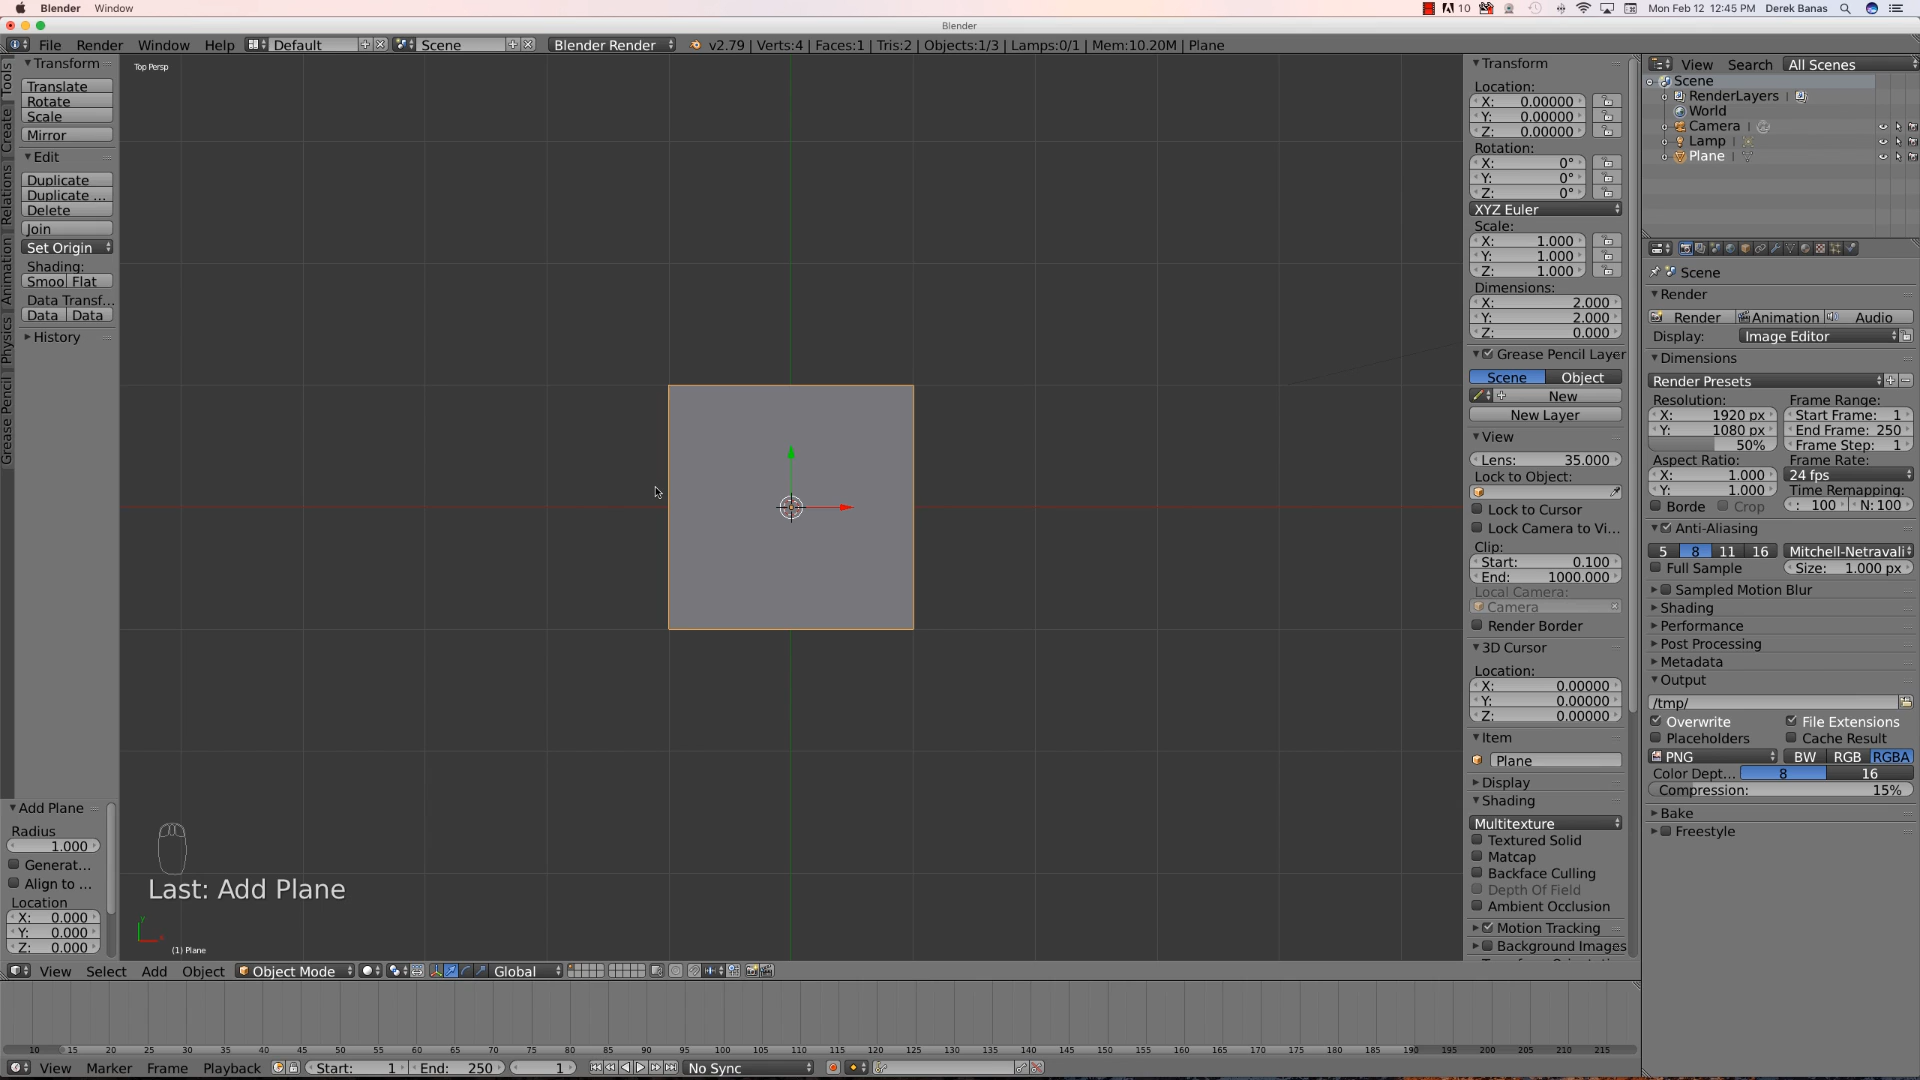 Blender Window 10 Mon Feb 12 12:45 PM Derek Banas
Blender
File Render Window Help Default Scene Blender Render v2.79 | Verts:4 | Faces:1 | Tris:2 | Objects:1/3 | Lamps:0/1 | Mem:10.20M | Plane
Tools
Create
Relations
Animation
Physics
Grease Pencil
Transform
Translate
Rotate
Scale
Mirror
Edit
Duplicate
Duplicate ...
Delete
Join
Set Origin
Shading:
Smoo Flat
Data Transf...
Data Data
History
Add Plane
Radius
1.000
Generat...
Align to ...
Location
X: 0.000
Y: 0.000
Z: 0.000
Top Persp
Last: Add Plane
y
x
(1) Plane
Transform
Location:
X: 0.00000
Y: 0.00000
Z: 0.00000
Rotation:
X: 0°
Y: 0°
Z: 0°
XYZ Euler
Scale:
X: 1.000
Y: 1.000
Z: 1.000
Dimensions:
X: 2.000
Y: 2.000
Z: 0.000
Grease Pencil Layer
Scene Object
New
New Layer
View
Lens: 35.000
Lock to Object:
Lock to Cursor
Lock Camera to Vi...
Clip:
Start: 0.100
End: 1000.000
Local Camera:
Camera
Render Border
3D Cursor
Location:
X: 0.00000
Y: 0.00000
Z: 0.00000
Item
Plane
Display
Shading
Multitexture
Textured Solid
Matcap
Backface Culling
Depth Of Field
Ambient Occlusion
Motion Tracking
Background Images
View Search All Scenes
Scene
RenderLayers
World
Camera
Lamp
Plane
Scene
Render
Render Animation Audio
Display: Image Editor
Dimensions
Render Presets
Resolution: Frame Range:
X: 1920 px Start Frame: 1
Y: 1080 px End Frame: 250
50% Frame Step: 1
Aspect Ratio: Frame Rate:
X: 1.000 24 fps
Y: 1.000 Time Remapping:
Borde Crop : 100 N: 100
Anti-Aliasing
5 8 11 16 Mitchell-Netravali
Full Sample Size: 1.000 px
Sampled Motion Blur
Shading
Performance
Post Processing
Metadata
Output
/tmp/
Overwrite File Extensions
Placeholders Cache Result
PNG BW RGB RGBA
Color Dept... 8 16
Compression: 15%
Bake
Freestyle
View Select Add Object Object Mode Global
10 15 20 25 30 35 40 45 50 55 60 65 70 75 80 85 90 95 100 105 110 115 120 125 130 135 140 145 150 155 160 165 170 175 180 185 190 195 200 205 210 215
View Marker Frame Playback Start: 1 End: 250 1 No Sync